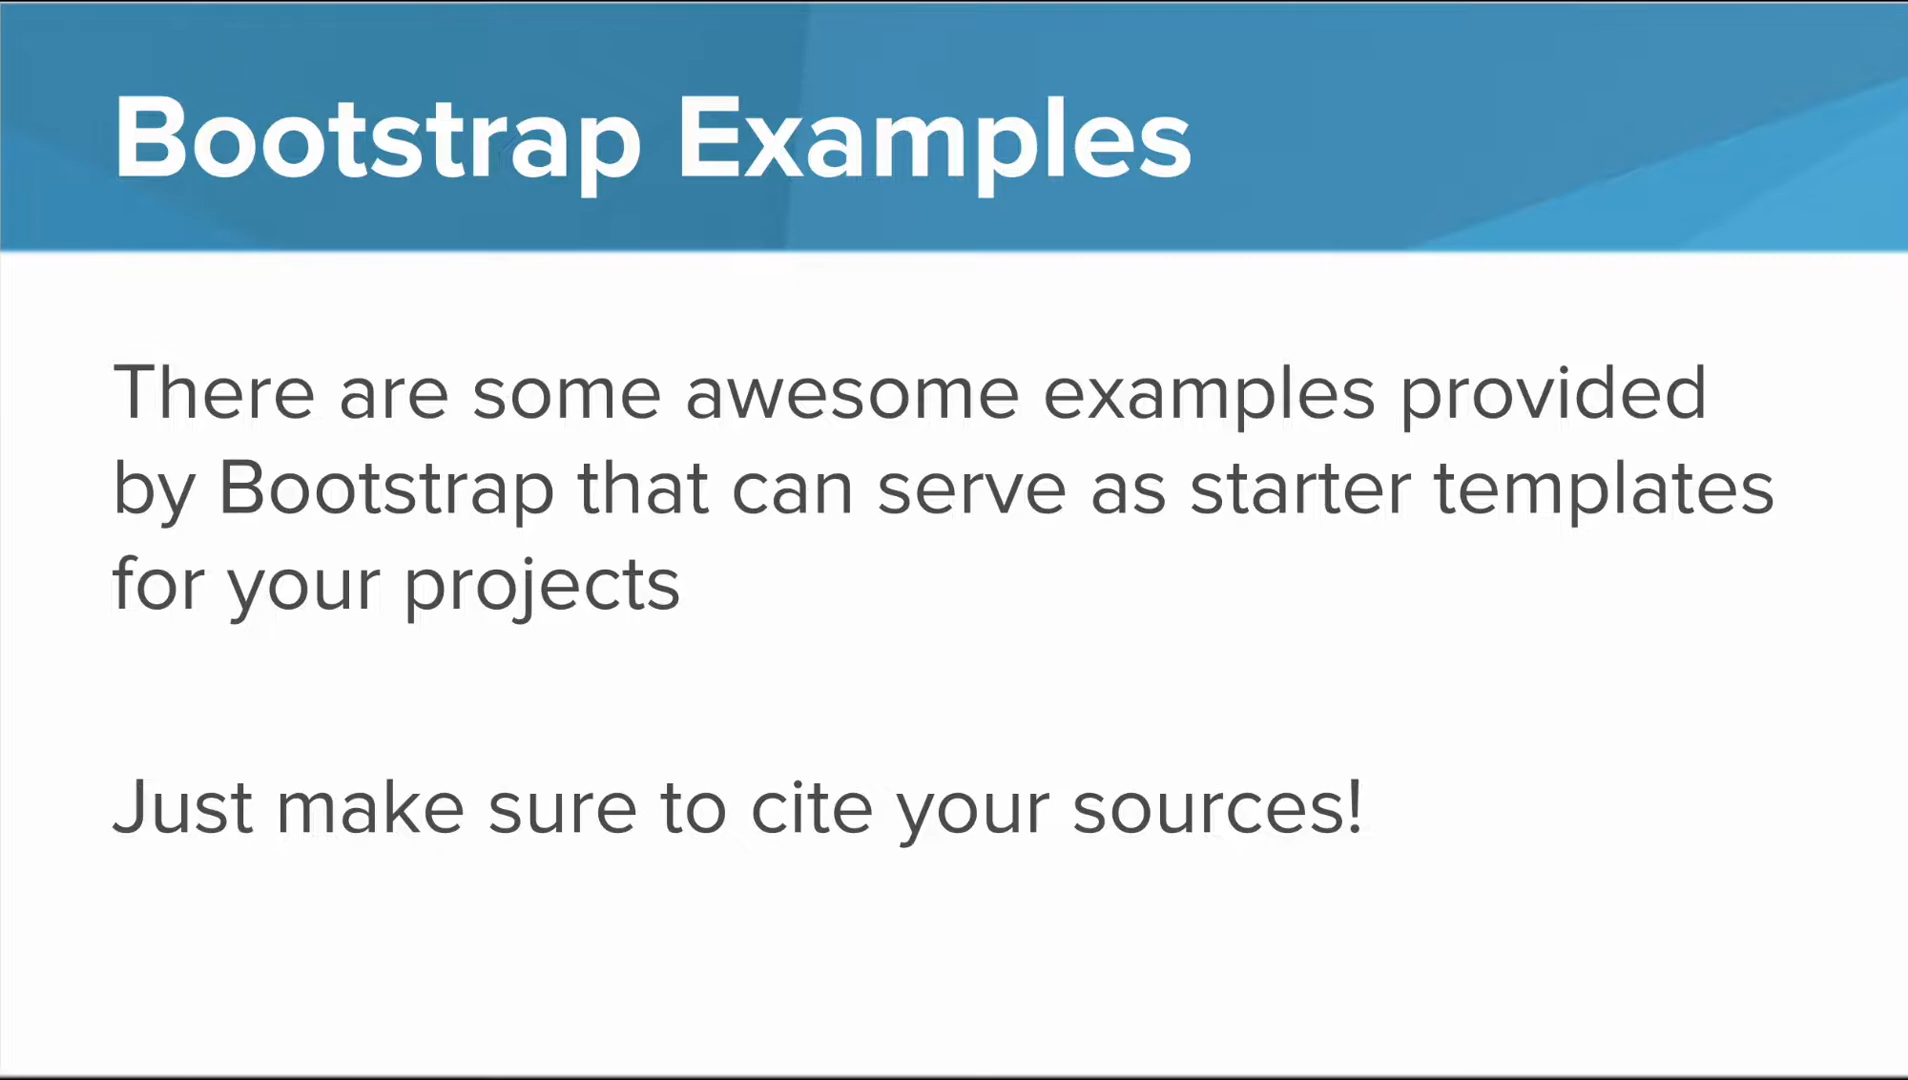 Bootstrap Examples
There are some awesome examples provided
by Bootstrap that can serve as starter templates
for your projects
Just make sure to cite your sources!